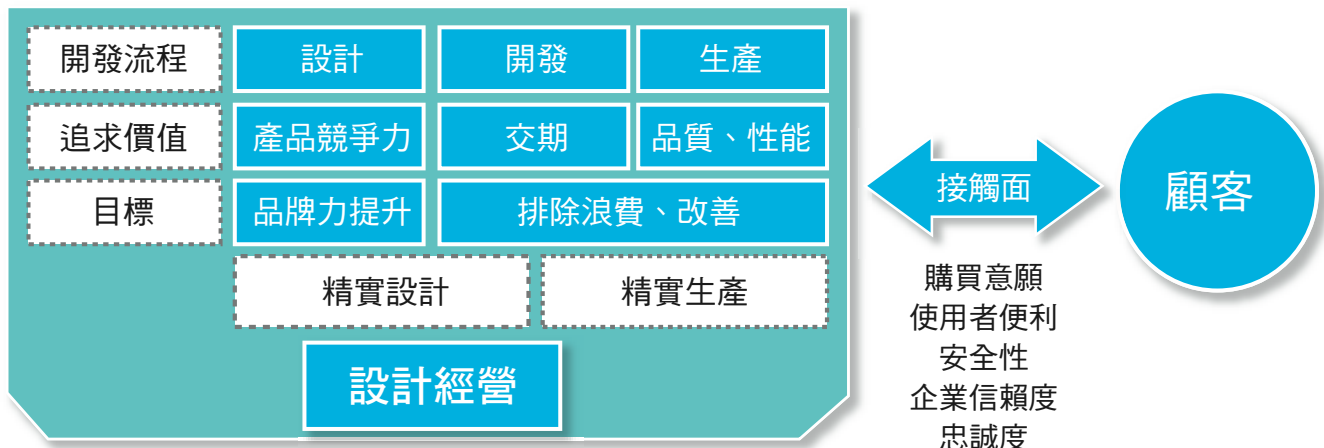 開發流程 設計 開發 生產
追求價值 產品競爭力 交期 品質、性能
目標 品牌力提升 排除浪費、改善
精實設計 精實生產
設計經營
接觸面
顧客
購買意願
使用者便利
安全性
企業信賴度
忠誠度